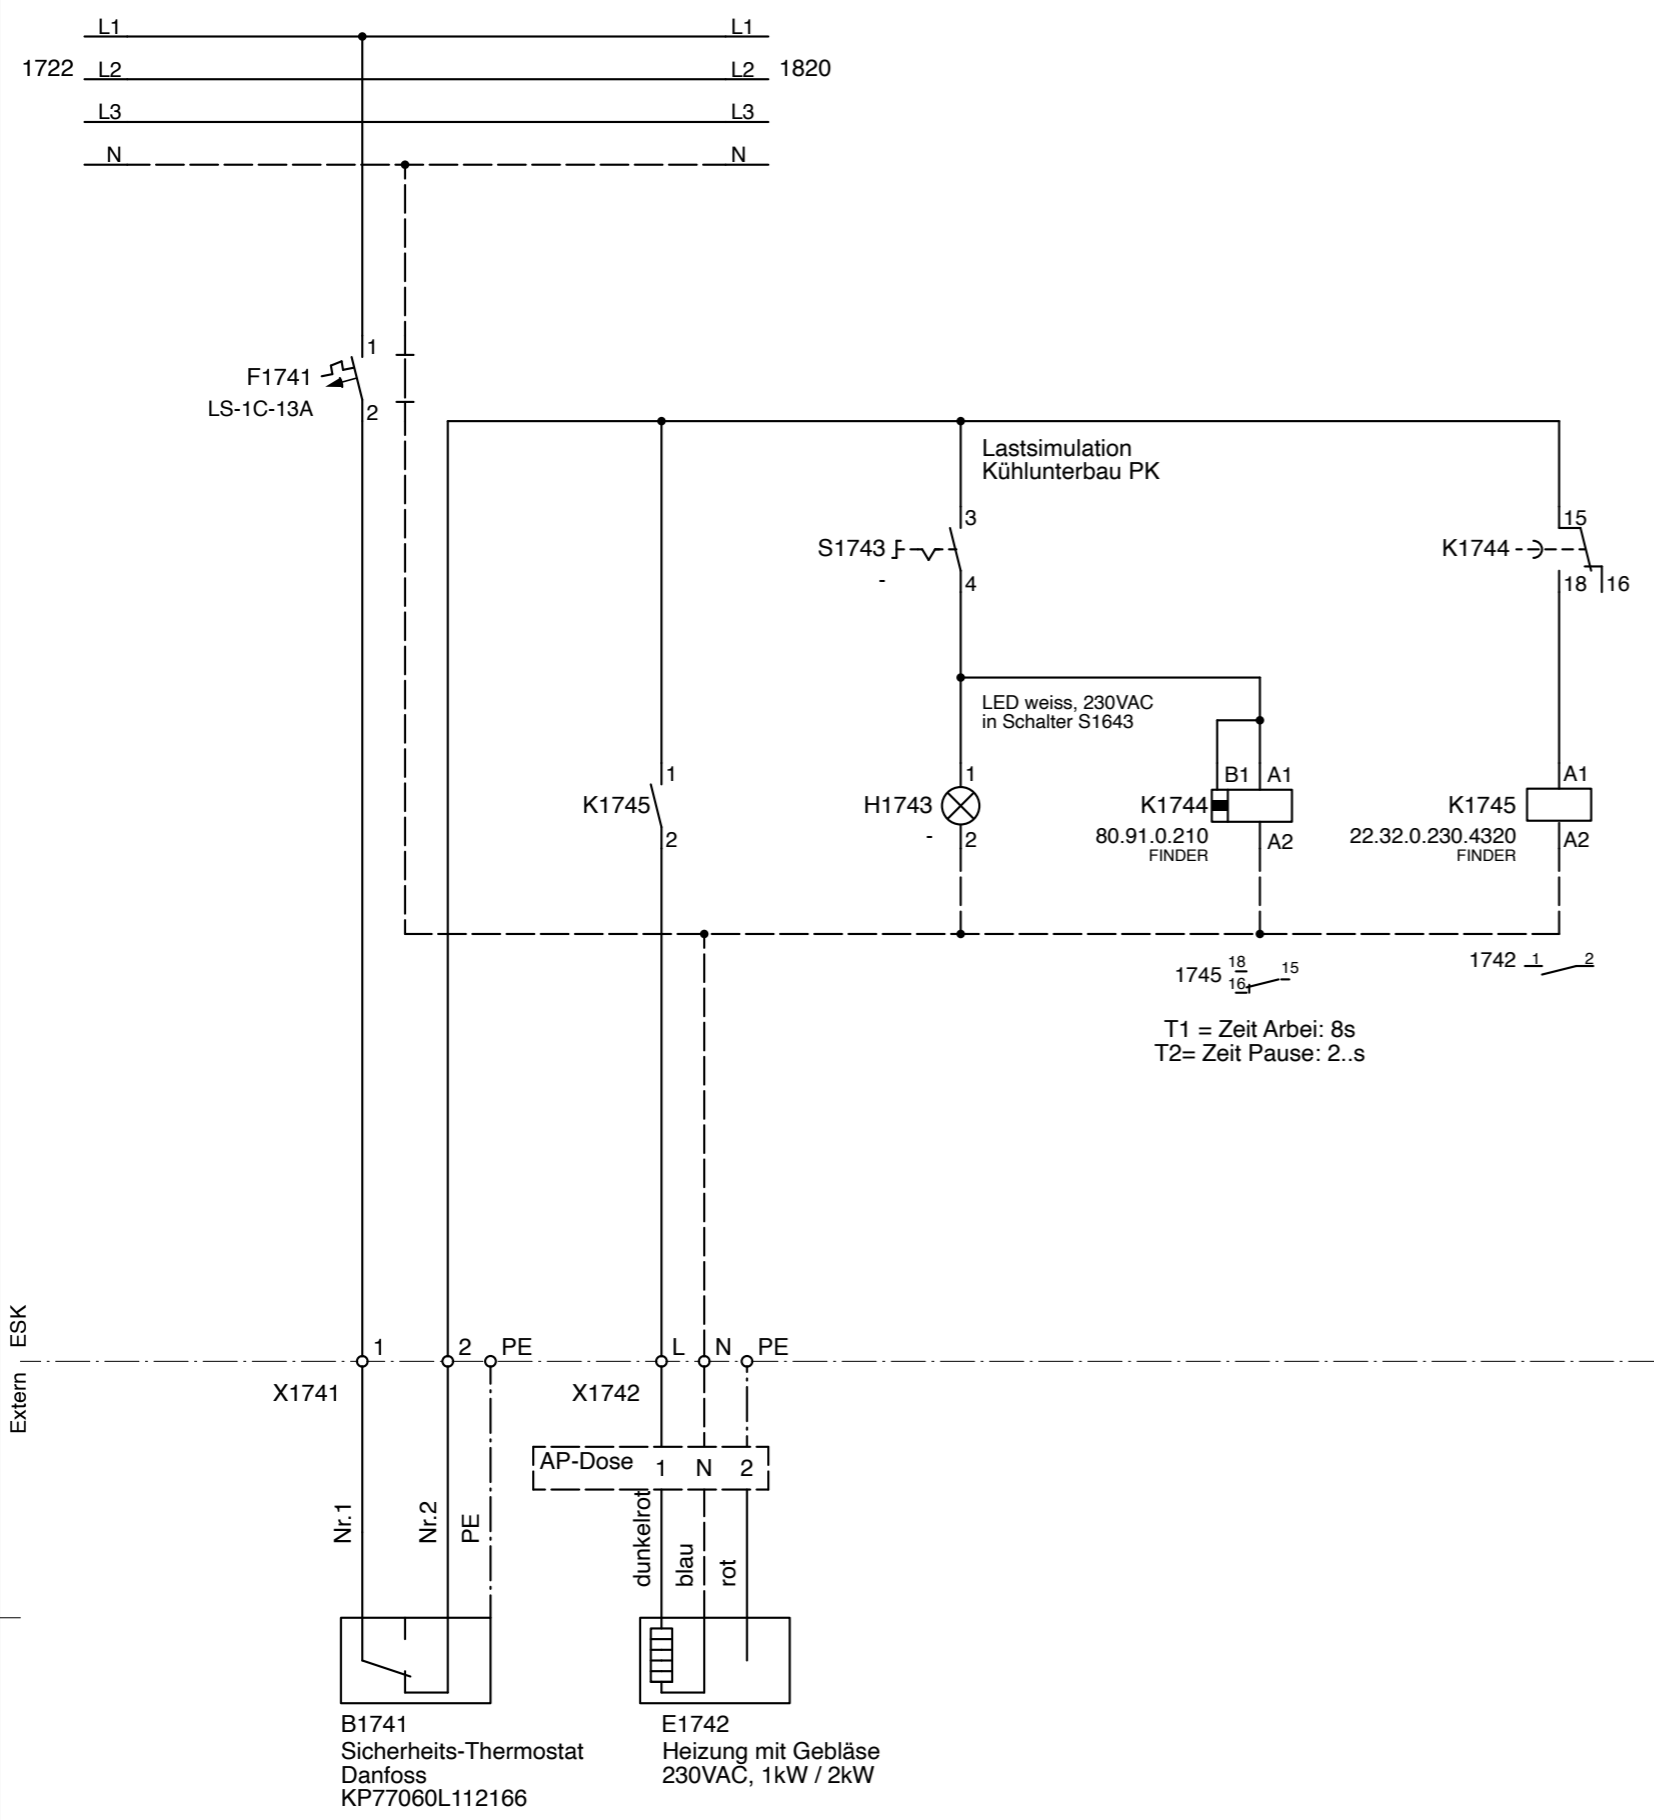 L1 L1
1722 L2 L2 1820
L3 L3
N N
1
F1741
LS-1C-13A 2
Lastsimulation
Kühlunterbau PK
3 15
S1743 K1744
- 4 18 16
LED weiss, 230VAC
in Schalter S1643
1 1 B1 A1 A1
K1745 H1743 K1744 K1745
2 - 2 80.91.0.210 A2 22.32.0.230.4320 A2
FINDER FINDER
1745 18 15 1742 1 2
16
T1 = Zeit Arbei: 8s
T2= Zeit Pause: 2..s
ESK
1 2 PE L N PE
Extern
X1741 X1742
AP-Dose 1 N 2
Nr.1 Nr.2 PE dunkelrot blau rot
B1741 E1742
Sicherheits-Thermostat Heizung mit Gebläse
Danfoss 230VAC, 1kW / 2kW
KP77060L112166